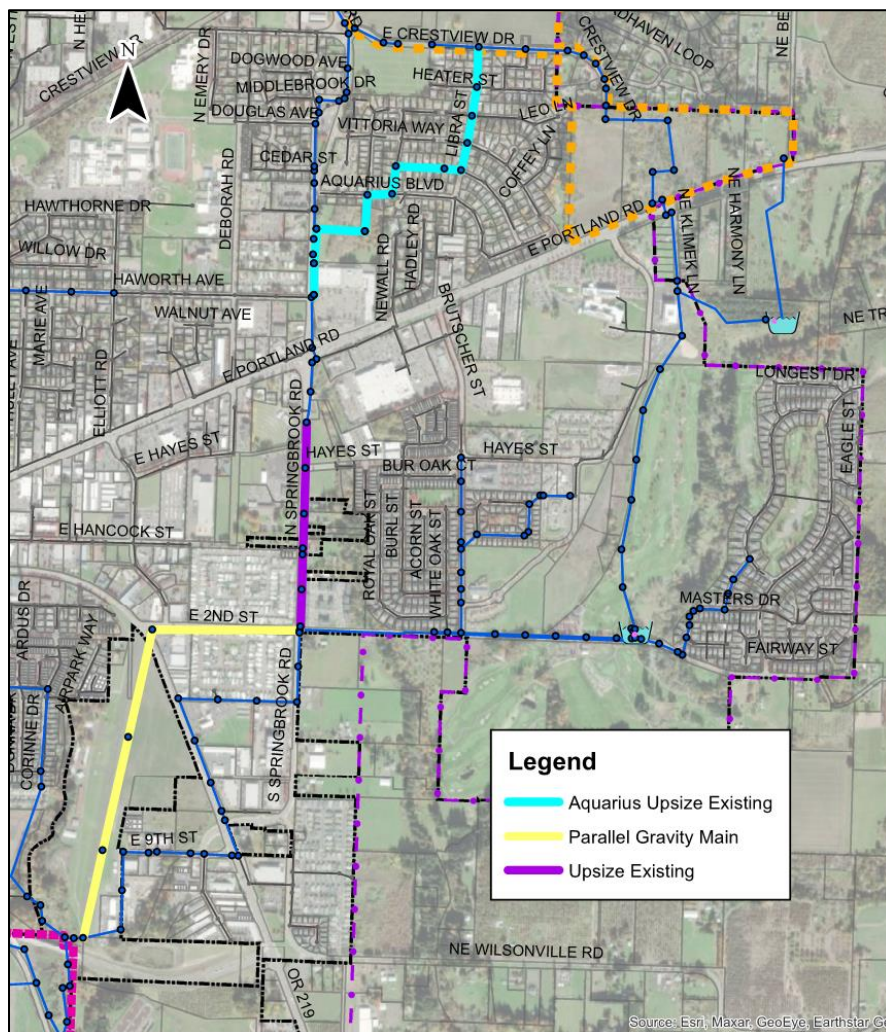 E CRESTVIEW DR
CRESTVIEW DR
N EMERY DR
DOGWOOD AVE
MIDDLEBROOK DR
DOUGLAS AVE
HEATER ST
LIBRA ST
VITTORIA WAY
LEO LN
CRESTVIEW DR
NE BE
N
CEDAR ST
DEBORAH RD
AQUARIUS BLVD
COFFEY LN
HAWTHORNE DR
WILLOW DR
HAWORTH AVE
WALNUT AVE
NEWALL RD
HADLEY RD
E PORTLAND RD
NE KLIMEK LN
NE HARMONY LN
NE TR
MARIE AVE
ELLIOTT RD
E PORTLAND RD
BRUTSCHER ST
LONGEST DR
EAGLE ST
N SPRINGBROOK RD
E HAYES ST
HAYES ST
BUR OAK CT
HAYES ST
E HANCOCK ST
ROYAL OAK ST
BURL ST
ACORN ST
WHITE OAK ST
E 2ND ST
MASTERS DR
FAIRWAY ST
ARDUS DR
AIRPARK WAY
CORINNE DR
S SPRINGBROOK RD
E 9TH ST
Legend
Aquarius Upsize Existing
Parallel Gravity Main
Upsize Existing
NE WILSONVILLE RD
OR 219
Source: Esri, Maxar, GeoEye, Earthstar G